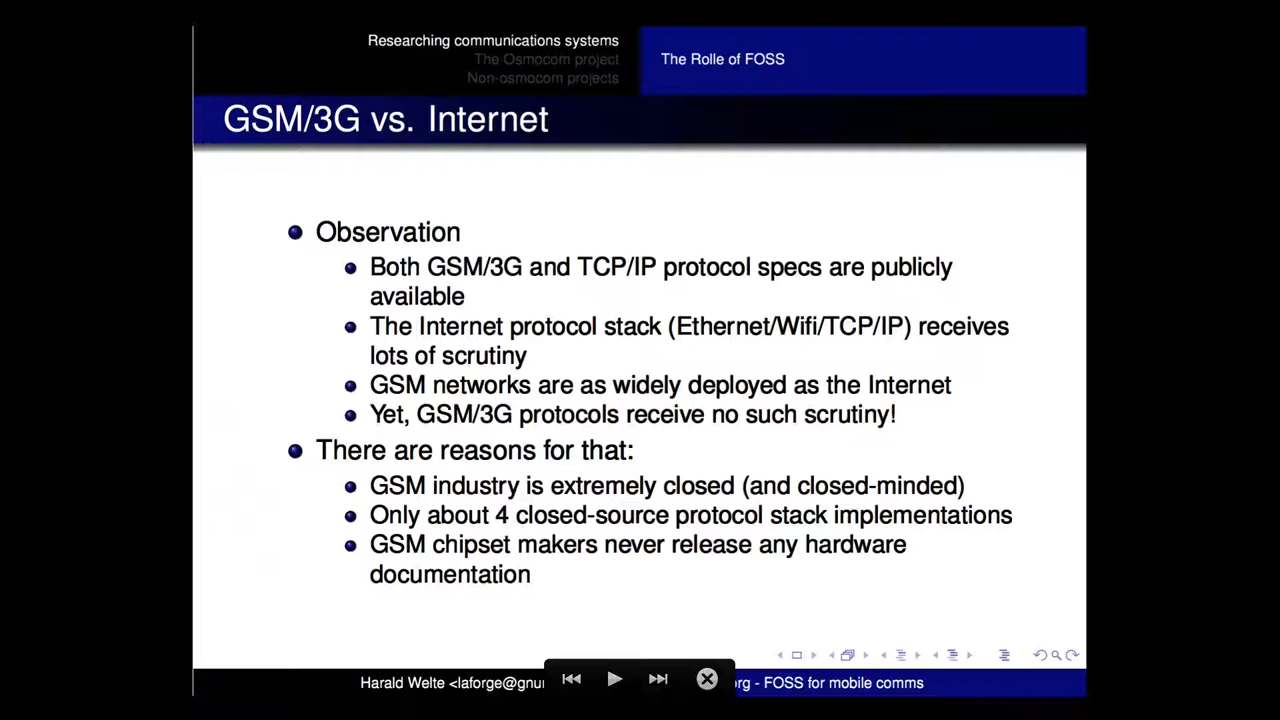 Researching communications systems
The Osmocom project
Non-osmocom projects
The Rolle of FOSS
GSM/3G vs. Internet
Observation
Both GSM/3G and TCP/IP protocol specs are publicly
available
The Internet protocol stack (Ethernet/Wifi/TCP/IP) receives
lots of scrutiny
GSM networks are as widely deployed as the Internet
Yet, GSM/3G protocols receive no such scrutiny!
There are reasons for that:
GSM industry is extremely closed (and closed-minded)
Only about 4 closed-source protocol stack implementations
GSM chipset makers never release any hardware
documentation
Harald Welte <laforge@gnu
org - FOSS for mobile comms